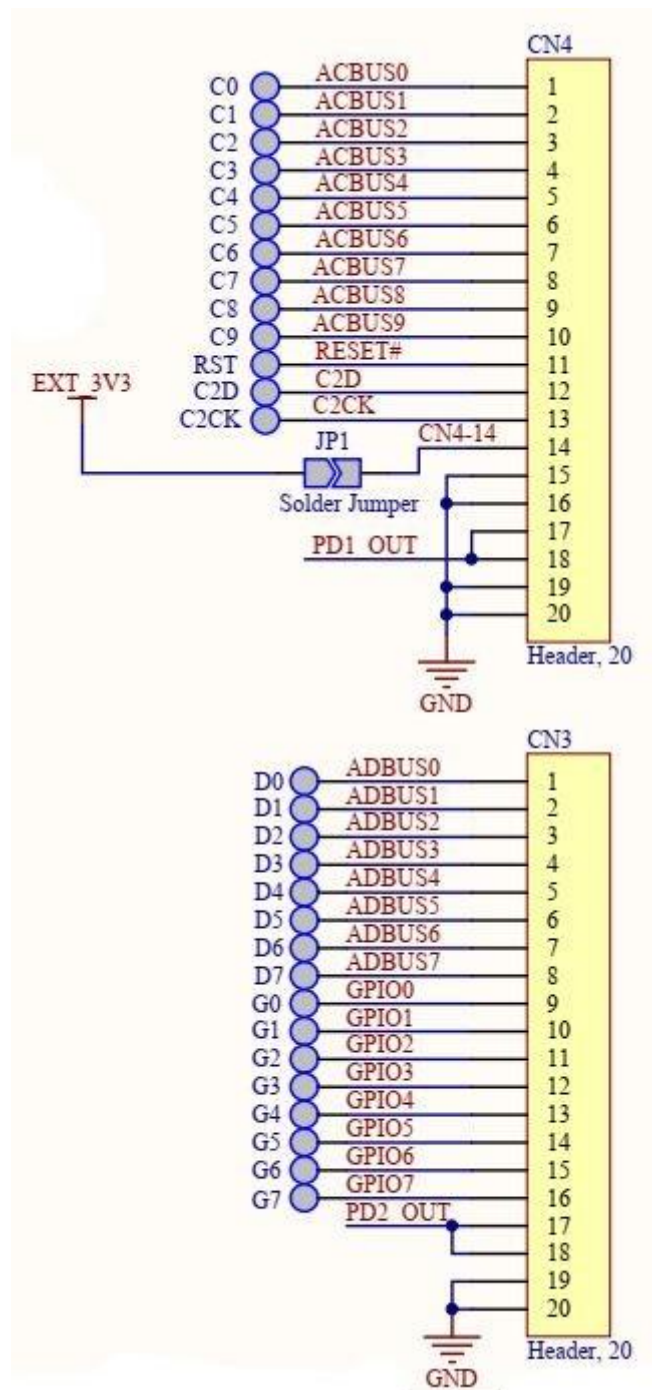 CN4
C0 ACBUS0 1
C1 ACBUS1 2
C2 ACBUS2 3
C3 ACBUS3 4
C4 ACBUS4 5
C5 ACBUS5 6
C6 ACBUS6 7
C7 ACBUS7 8
C8 ACBUS8 9
C9 ACBUS9 10
RST RESET# 11
EXT_3V3
C2D C2D 12
C2CK C2CK 13
JP1
CN4-14 14
Solder Jumper
15
16
17
PD1_OUT 18
19
20
Header, 20
GND
CN3
D0 ADBUS0 1
D1 ADBUS1 2
D2 ADBUS2 3
D3 ADBUS3 4
D4 ADBUS4 5
D5 ADBUS5 6
D6 ADBUS6 7
D7 ADBUS7 8
G0 GPIO0 9
G1 GPIO1 10
G2 GPIO2 11
G3 GPIO3 12
G4 GPIO4 13
G5 GPIO5 14
G6 GPIO6 15
G7 GPIO7 16
PD2_OUT 17
18
19
20
Header, 20
GND